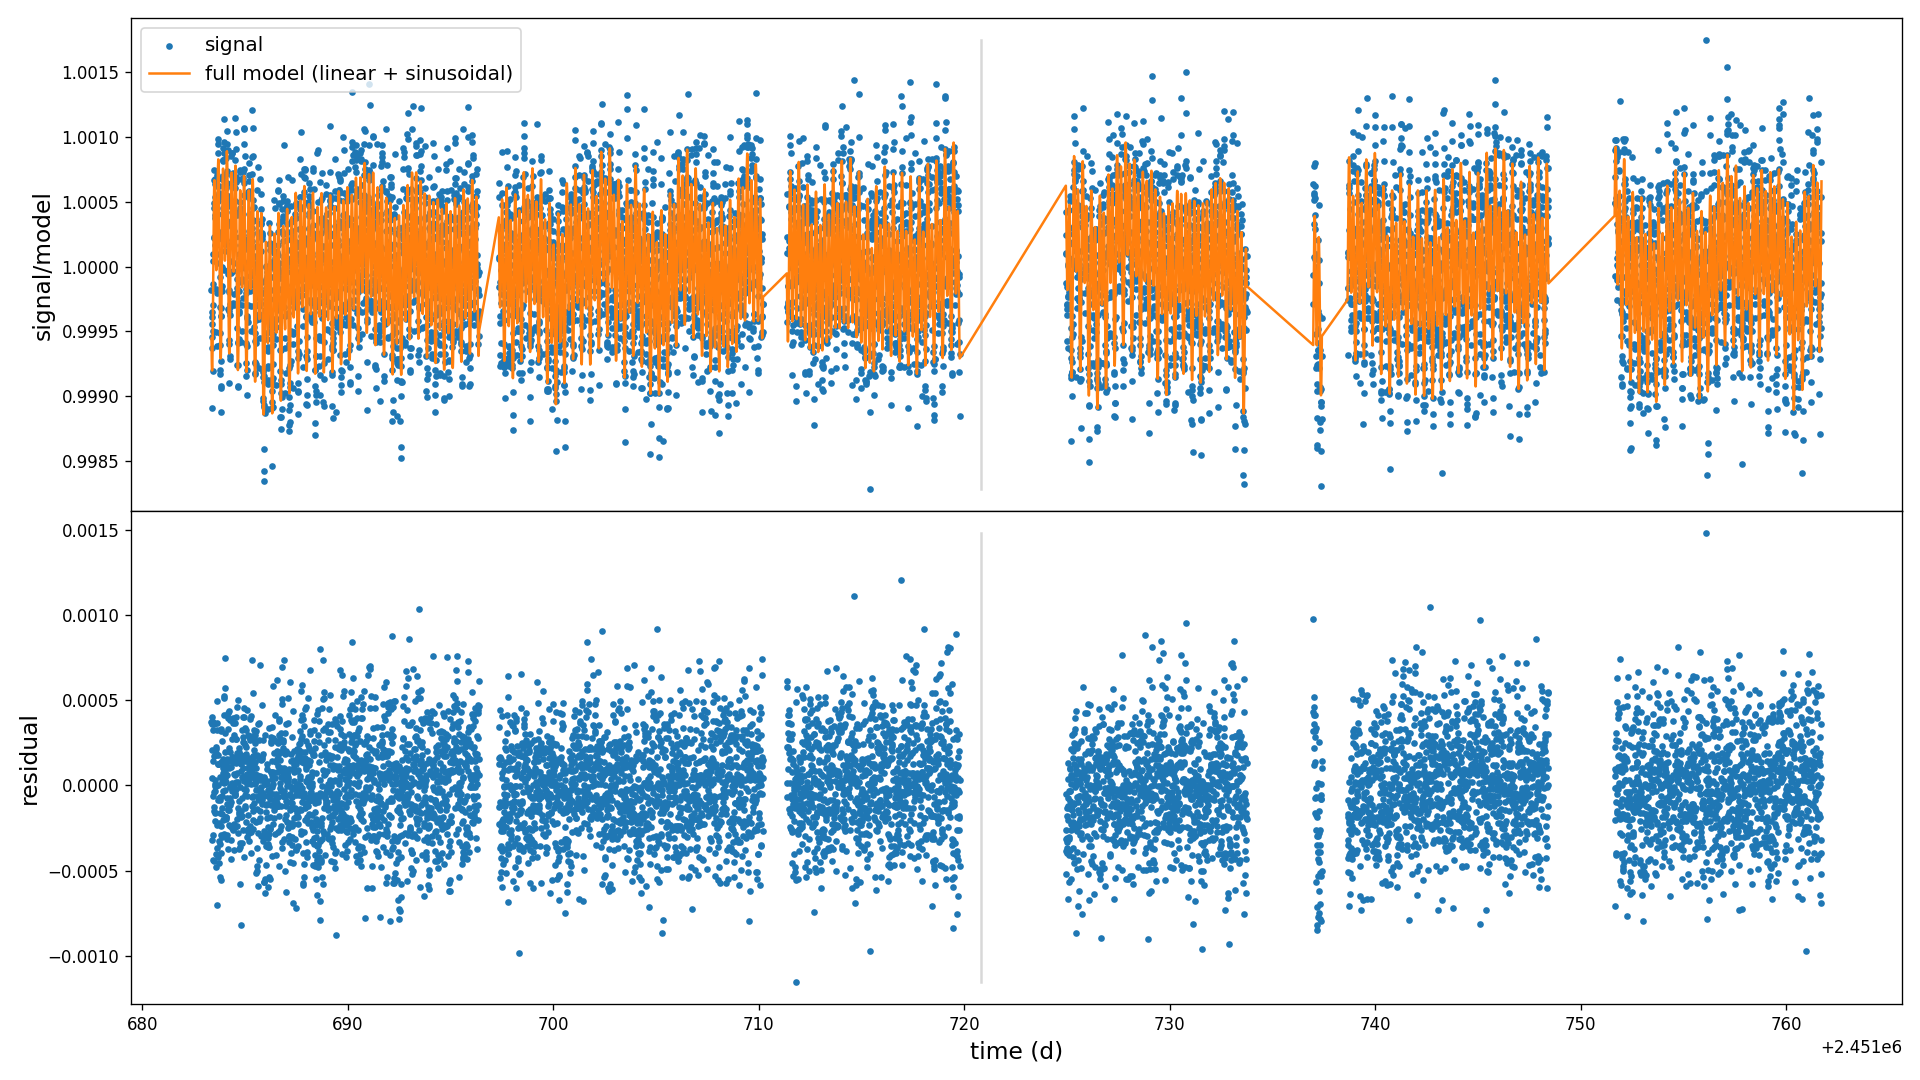 signal
full model (linear + sinusoidal)
1.0015
1.0010
1.0005
1.0000
0.9995
0.9990
0.9985
signal/model
0.0015
0.0010
0.0005
0.0000
−0.0005
−0.0010
residual
680 690 700 710 720 730 740 750 760
time (d)
+2.451e6